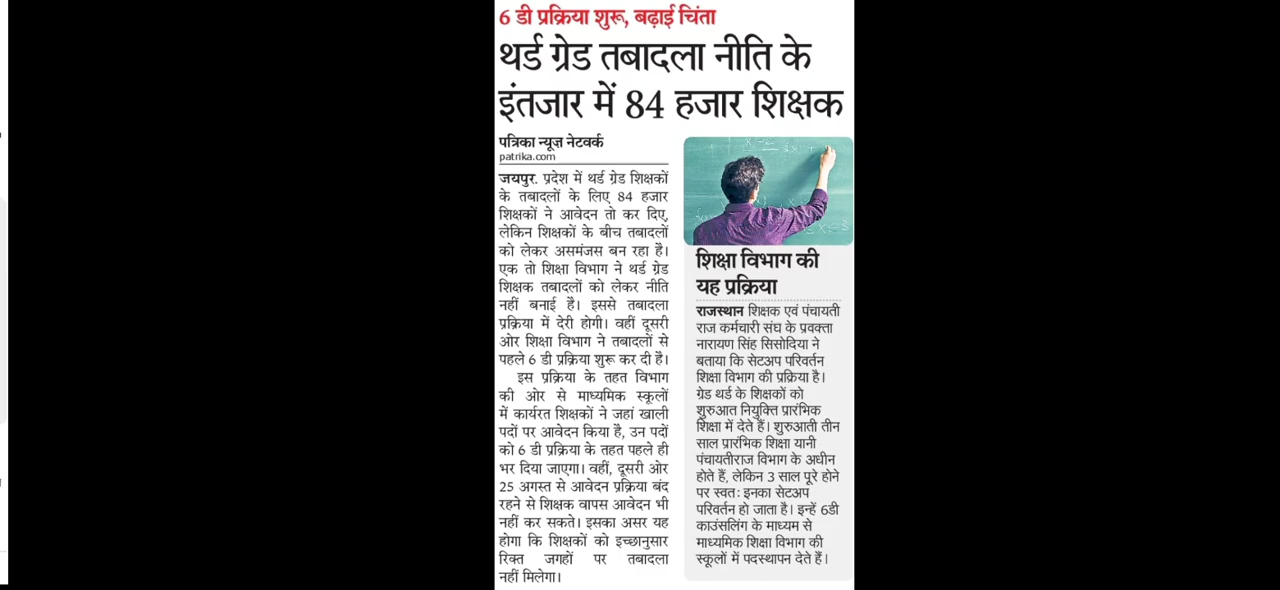 6 डी प्रक्रिया शुरू, बढ़ाई चिंता
थर्ड ग्रेड तबादला नीति के
इंतजार में 84 हजार शिक्षक
पत्रिका न्यूज नेटवर्क
patrika.com
जयपुर. प्रदेश में थर्ड ग्रेड शिक्षकों
के तबादलों के लिए 84 हजार
शिक्षकों ने आवेदन तो कर दिए,
लेकिन शिक्षकों के बीच तबादलों
को लेकर असमंजस बन रहा है।
एक तो शिक्षा विभाग ने थर्ड ग्रेड
शिक्षक तबादलों को लेकर नीति
नहीं बनाई है। इससे तबादला
प्रक्रिया में देरी होगी। वहीं दूसरी
ओर शिक्षा विभाग ने तबादलों से
पहले 6 डी प्रक्रिया शुरू कर दी है।
इस प्रक्रिया के तहत विभाग
की ओर से माध्यमिक स्कूलों
में कार्यरत शिक्षकों ने जहां खाली
पदों पर आवेदन किया है, उन पदों
को 6 डी प्रक्रिया के तहत पहले ही
भर दिया जाएगा। वहीं, दूसरी ओर
25 अगस्त से आवेदन प्रक्रिया बंद
रहने से शिक्षक वापस आवेदन भी
नहीं कर सकते। इसका असर यह
होगा कि शिक्षकों को इच्छानुसार
रिक्त जगहों पर तबादला
नहीं मिलेगा।
शिक्षा विभाग की
यह प्रक्रिया
राजस्थान शिक्षक एवं पंचायती
राज कर्मचारी संघ के प्रवक्ता
नारायण सिंह सिसोदिया ने
बताया कि सेटअप परिवर्तन
शिक्षा विभाग की प्रक्रिया है।
ग्रेड थर्ड के शिक्षकों को
शुरुआत नियुक्ति प्रारंभिक
शिक्षा में देते हैं। शुरुआती तीन
साल प्रारंभिक शिक्षा यानी
पंचायतीराज विभाग के अधीन
होते हैं, लेकिन 3 साल पूरे होने
पर स्वत: इनका सेटअप
परिवर्तन हो जाता है। इन्हें 6डी
काउंसलिंग के माध्यम से
माध्यमिक शिक्षा विभाग की
स्कूलों में पदस्थापन देते हैं।